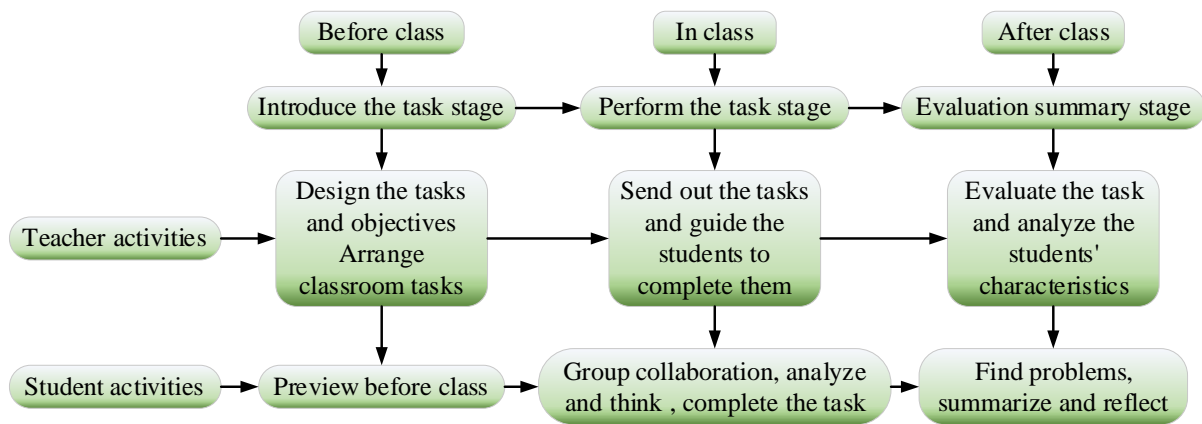 Before class
In class
After class
Introduce the task stage
Perform the task stage
Evaluation summary stage
Teacher activities
Design the tasks
and objectives
Arrange
classroom tasks
Send out the tasks
and guide the
students to
complete them
Evaluate the task
and analyze the
students'
characteristics
Student activities
Preview before class
Group collaboration, analyze
and think , complete the task
Find problems,
summarize and reflect